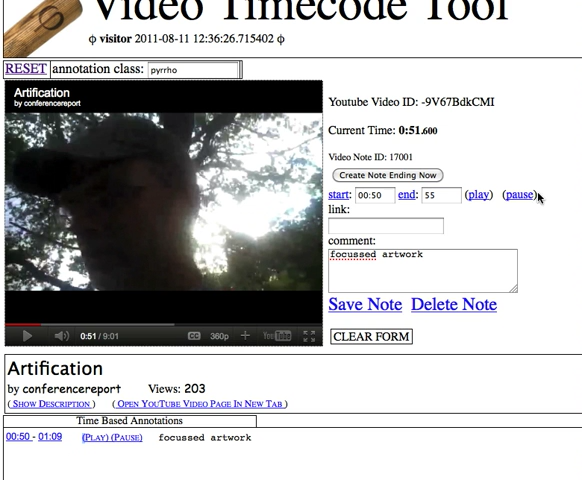 Video Timecode Tool
ϕ visitor 2011-08-11 12:36:26.715402 ϕ
RESET annotation class: pyrrho
Artification
by conferencereport
Youtube Video ID: -9V67BdkCMI
Current Time: 0:51.600
Video Note ID: 17001
Create Note Ending Now
start: 00:50 end: 55 (play) (pause)
link:
comment:
focussed artwork
Save Note Delete Note
0:51 / 9:01 CC 360p YouTube
CLEAR FORM
Artification
by conferencereport Views: 203
( SHOW DESCRIPTION ) ( OPEN YOUTUBE VIDEO PAGE IN NEW TAB )
Time Based Annotations
00:50 - 01:09 (PLAY) (PAUSE) focussed artwork